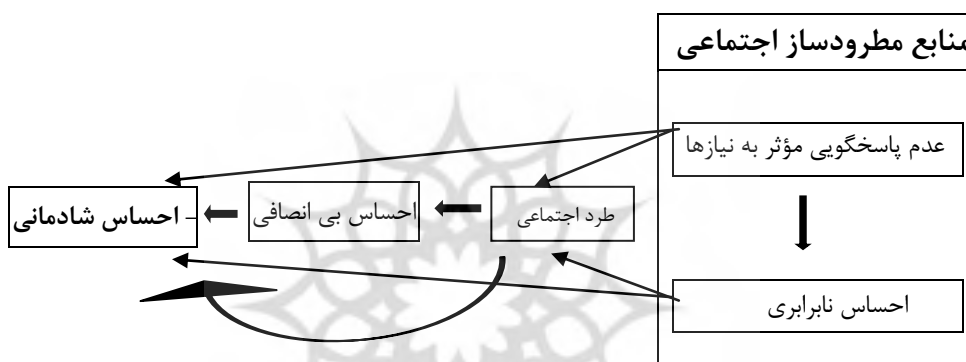 منابع مطرودساز اجتماعی
عدم پاسخگویی مؤثر به نیازها
طرد اجتماعی
احساس بی انصافی
- احساس شادمانی
احساس نابرابری